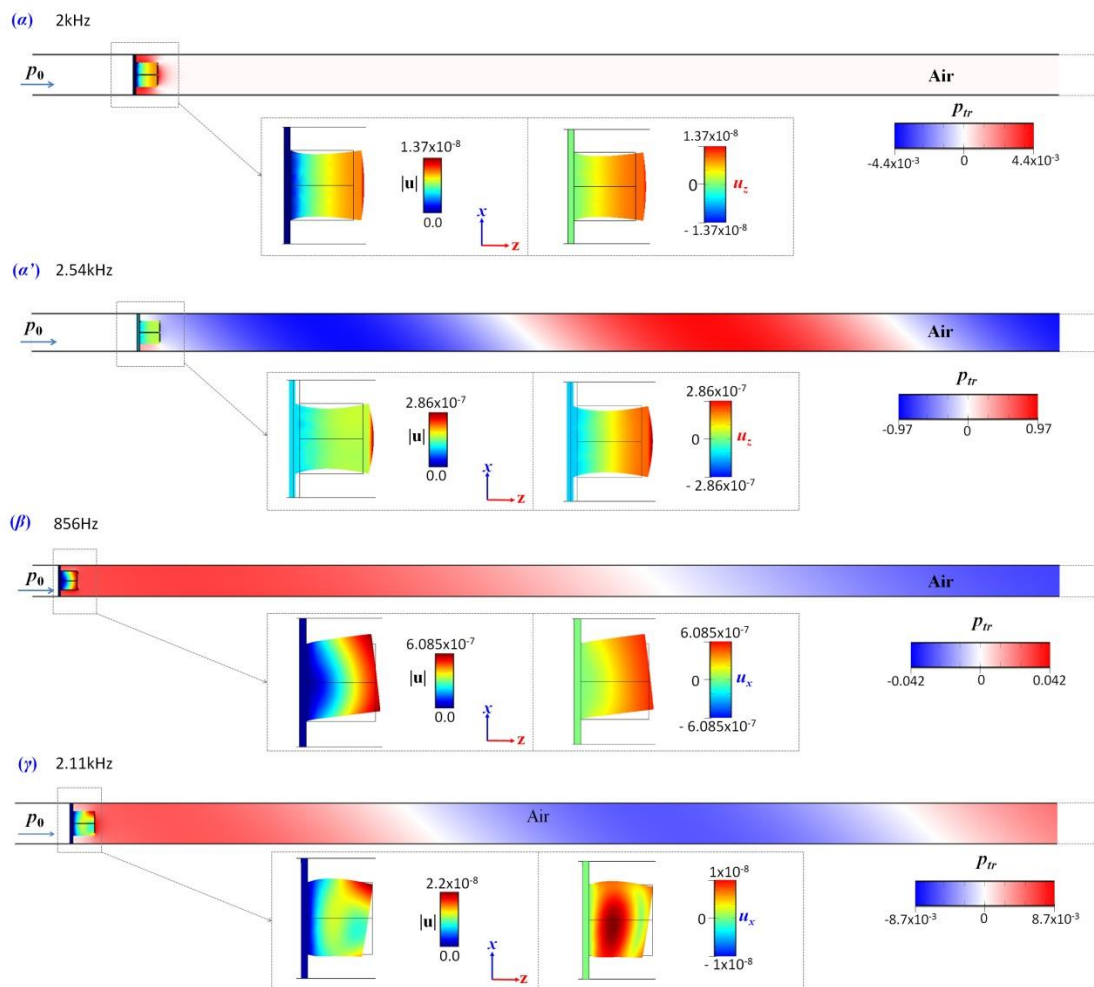 (α) 2kHz
p0
Air
ptr
-4.4x10-3 0 4.4x10-3
1.37x10-8
|u|
0.0
x
z
1.37x10-8
0
uz
- 1.37x10-8
(α’) 2.54kHz
p0
Air
ptr
-0.97 0 0.97
2.86x10-7
|u|
0.0
x
z
2.86x10-7
0
uz
- 2.86x10-7
(β) 856Hz
p0
Air
ptr
-0.042 0 0.042
6.085x10-7
|u|
0.0
x
z
6.085x10-7
0
ux
- 6.085x10-7
(γ) 2.11kHz
p0
Air
ptr
-8.7x10-3 0 8.7x10-3
2.2x10-8
|u|
0.0
x
z
1x10-8
0
ux
- 1x10-8